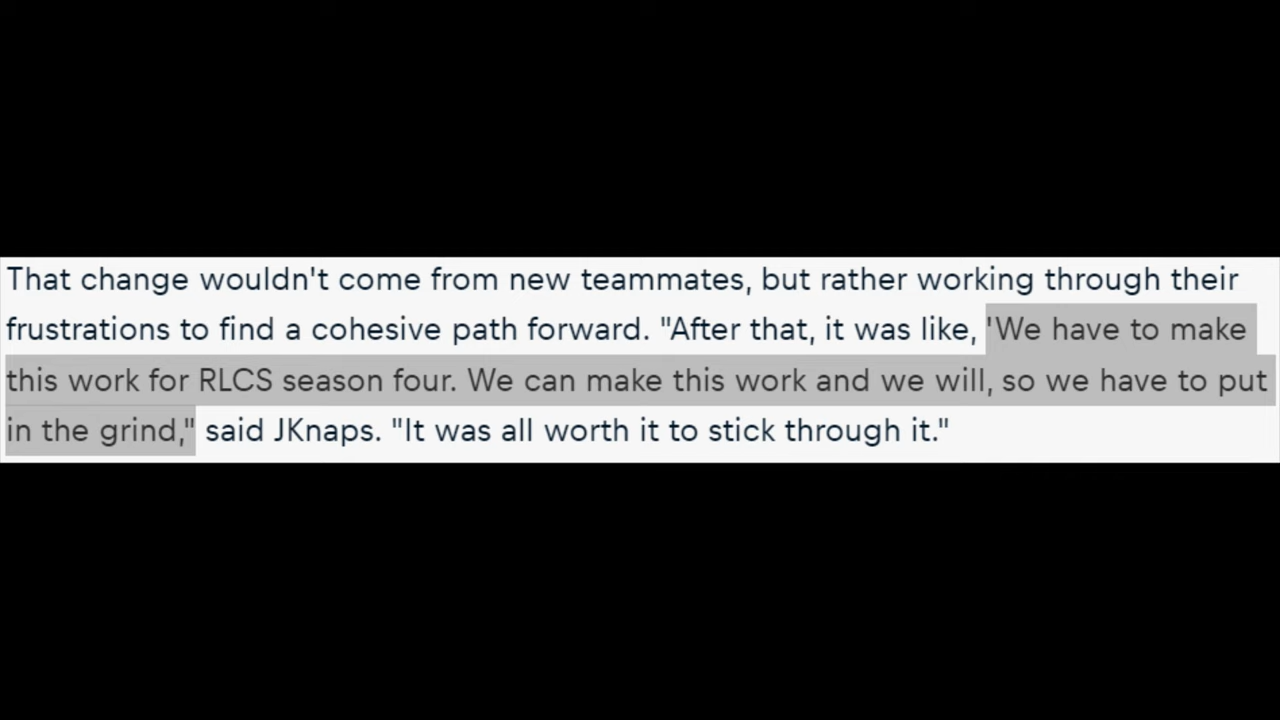 That change wouldn't come from new teammates, but rather working through their
frustrations to find a cohesive path forward. "After that, it was like, 'We have to make
this work for RLCS season four. We can make this work and we will, so we have to put
in the grind," said JKnaps. "It was all worth it to stick through it."